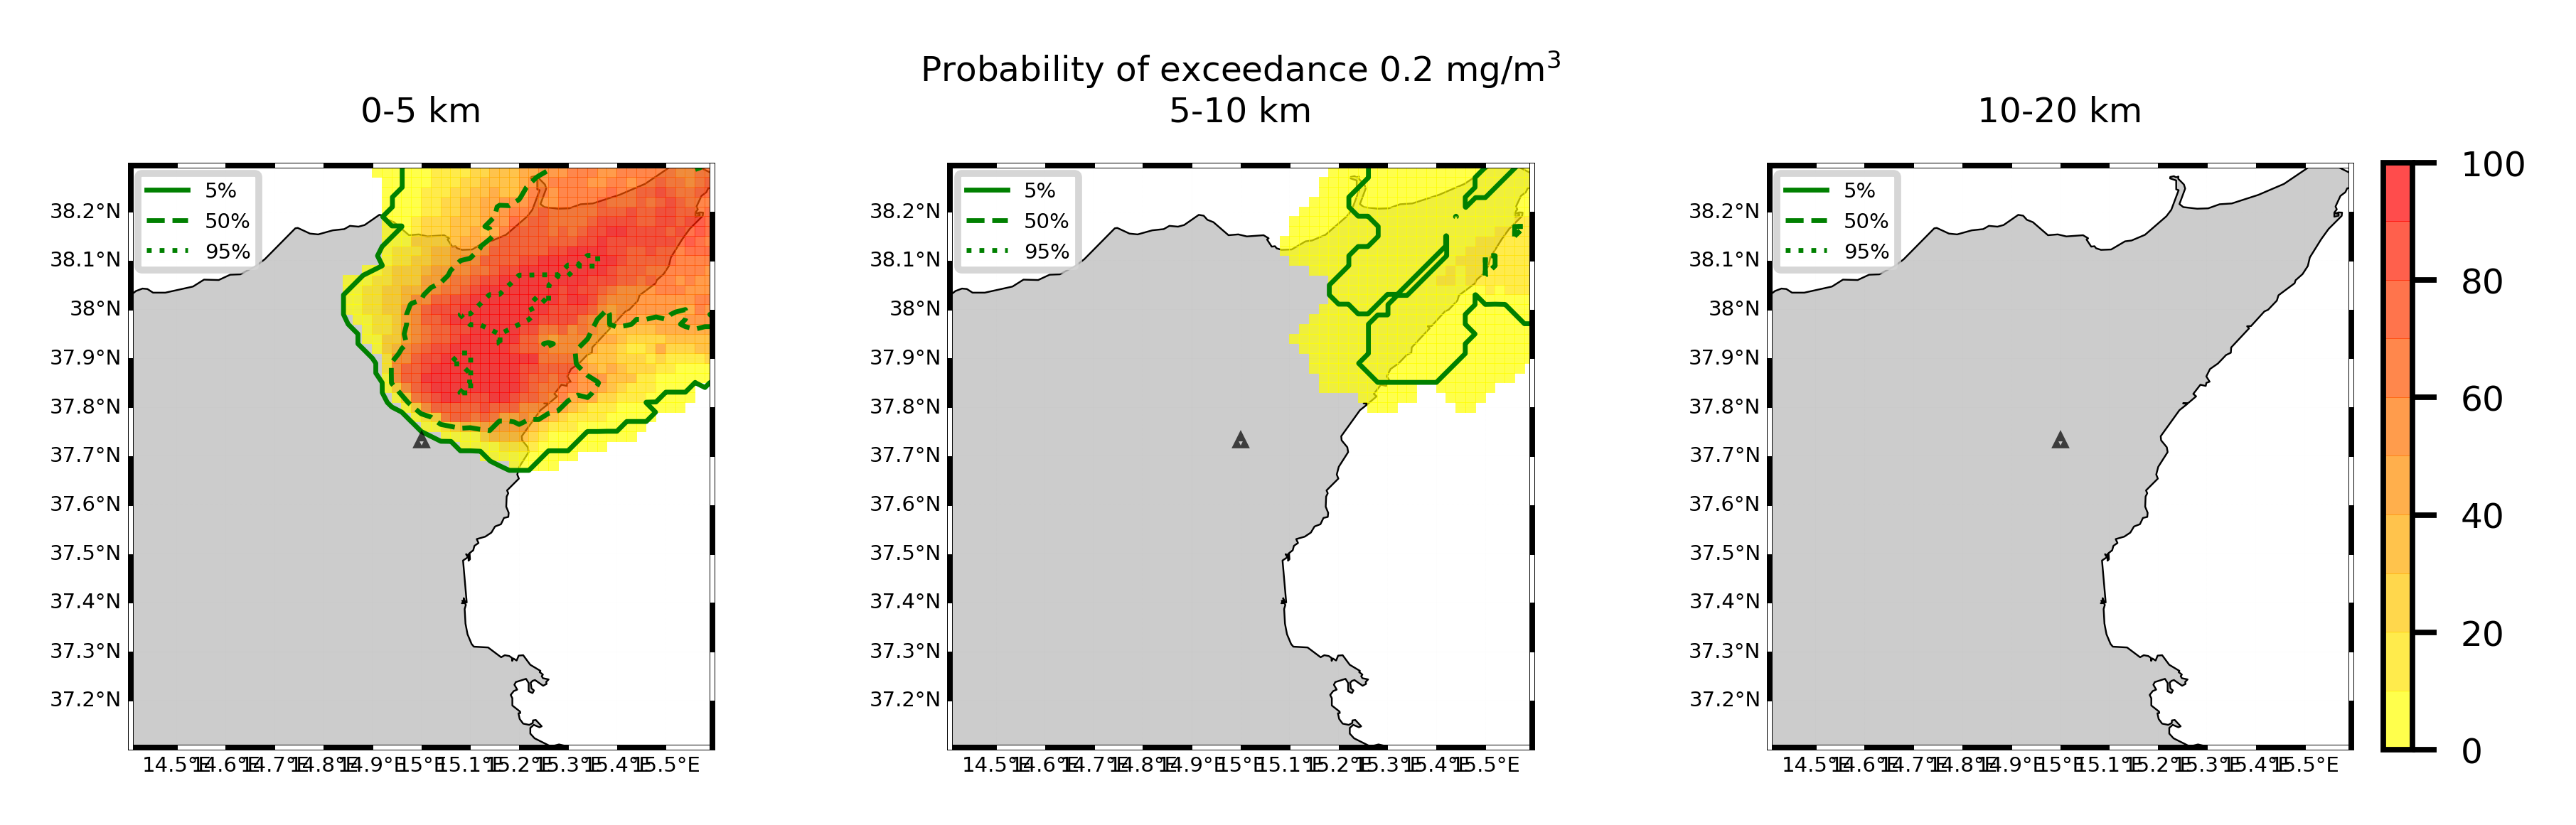 Probability of exceedance 0.2 mg/m³
0-5 km
5-10 km
10-20 km
5%
50%
95%
38.2°N
38.1°N
38°N
37.9°N
37.8°N
37.7°N
37.6°N
37.5°N
37.4°N
37.3°N
37.2°N
14.5°E 14.6°E 14.7°E 14.8°E 14.9°E 15°E 15.1°E 15.2°E 15.3°E 15.4°E 15.5°E
5%
50%
95%
38.2°N
38.1°N
38°N
37.9°N
37.8°N
37.7°N
37.6°N
37.5°N
37.4°N
37.3°N
37.2°N
14.5°E 14.6°E 14.7°E 14.8°E 14.9°E 15°E 15.1°E 15.2°E 15.3°E 15.4°E 15.5°E
5%
50%
95%
38.2°N
38.1°N
38°N
37.9°N
37.8°N
37.7°N
37.6°N
37.5°N
37.4°N
37.3°N
37.2°N
14.5°E 14.6°E 14.7°E 14.8°E 14.9°E 15°E 15.1°E 15.2°E 15.3°E 15.4°E 15.5°E
100
80
60
40
20
0